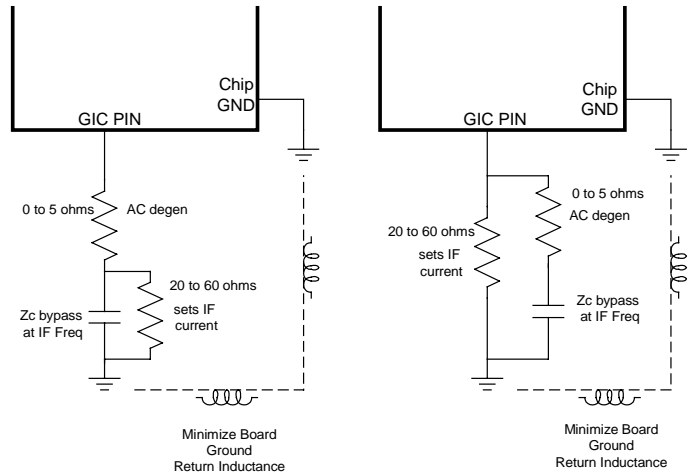 Chip
GND
GIC PIN
0 to 5 ohms
AC degen
20 to 60 ohms
sets IF
current
Zc bypass
at IF Freq
Minimize Board
Ground
Return Inductance
Chip
GND
GIC PIN
0 to 5 ohms
AC degen
20 to 60 ohms
sets IF
current
Zc bypass
at IF Freq
Minimize Board
Ground
Return Inductance